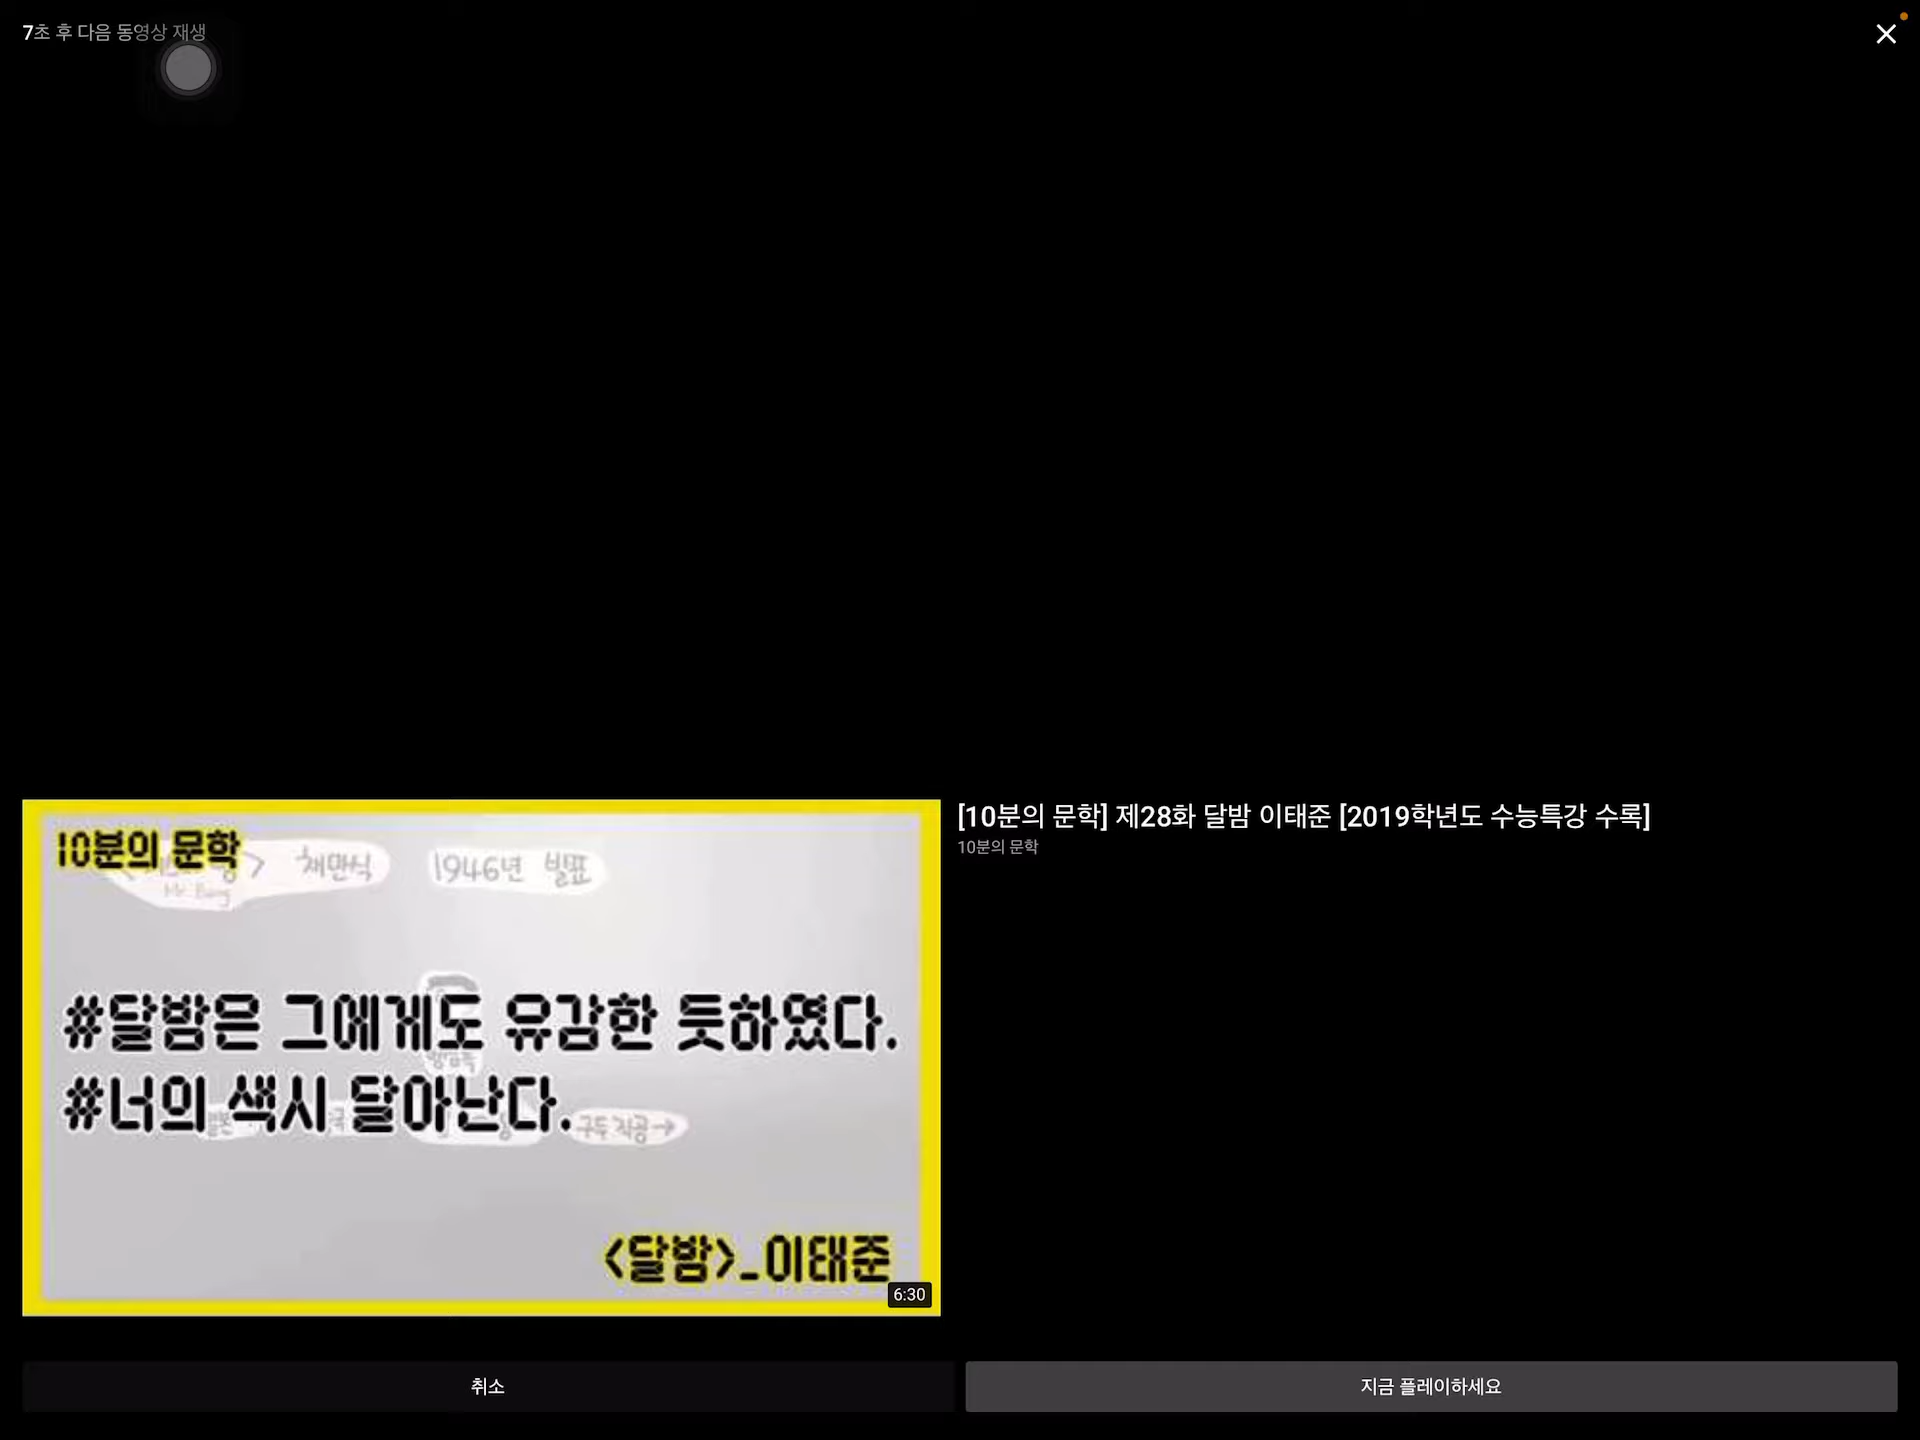 7초 후 다음 동영상 재생
10분의 문학
채만식
1946년 발표
Mr. Bang
#달밤은 그에게도 유감한 듯하였다.
#너의 색시 달아난다.
구두 직공→
<달밤>_이태준
6:30
[10분의 문학] 제28화 달밤 이태준 [2019학년도 수능특강 수록]
10분의 문학
취소
지금 플레이하세요